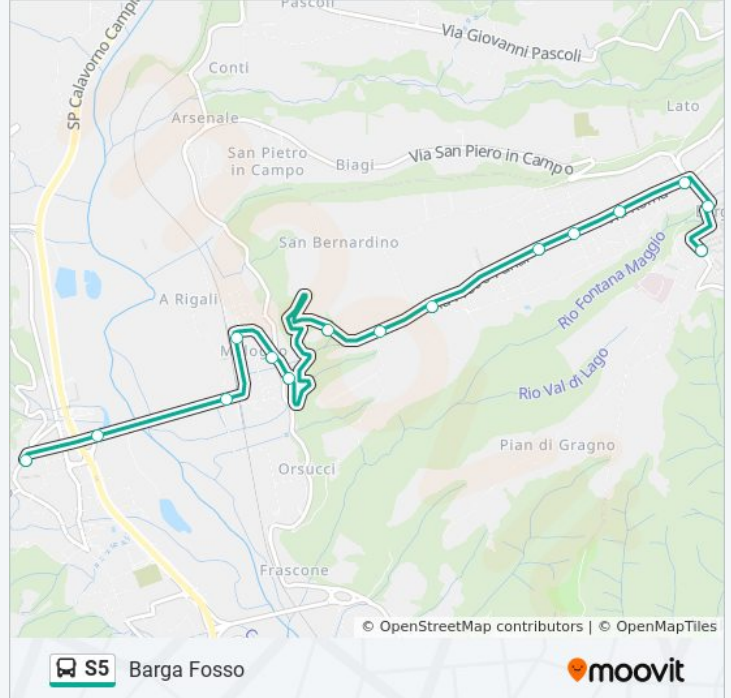 Pascoli
Via Giovanni Pascoli
SP Calavorno Campi
Conti
Lato
Arsenale
San Pietro
in Campo
Biagi
Via San Piero in Campo
San Bernardino
Rio Fontana Maggio
A Rigali
Rio Val di Lago
Pian di Gragno
Orsucci
Frascone
© OpenStreetMap contributors | © OpenMapTiles
S5 Barga Fosso
moovit